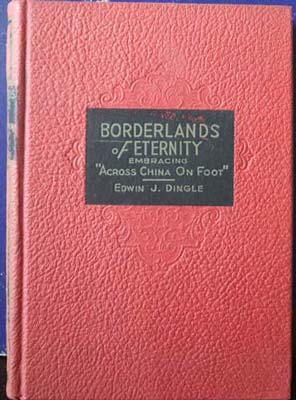 BORDERLANDS
of ETERNITY
EMBRACING
"ACROSS CHINA ON FOOT"
EDWIN J. DINGLE